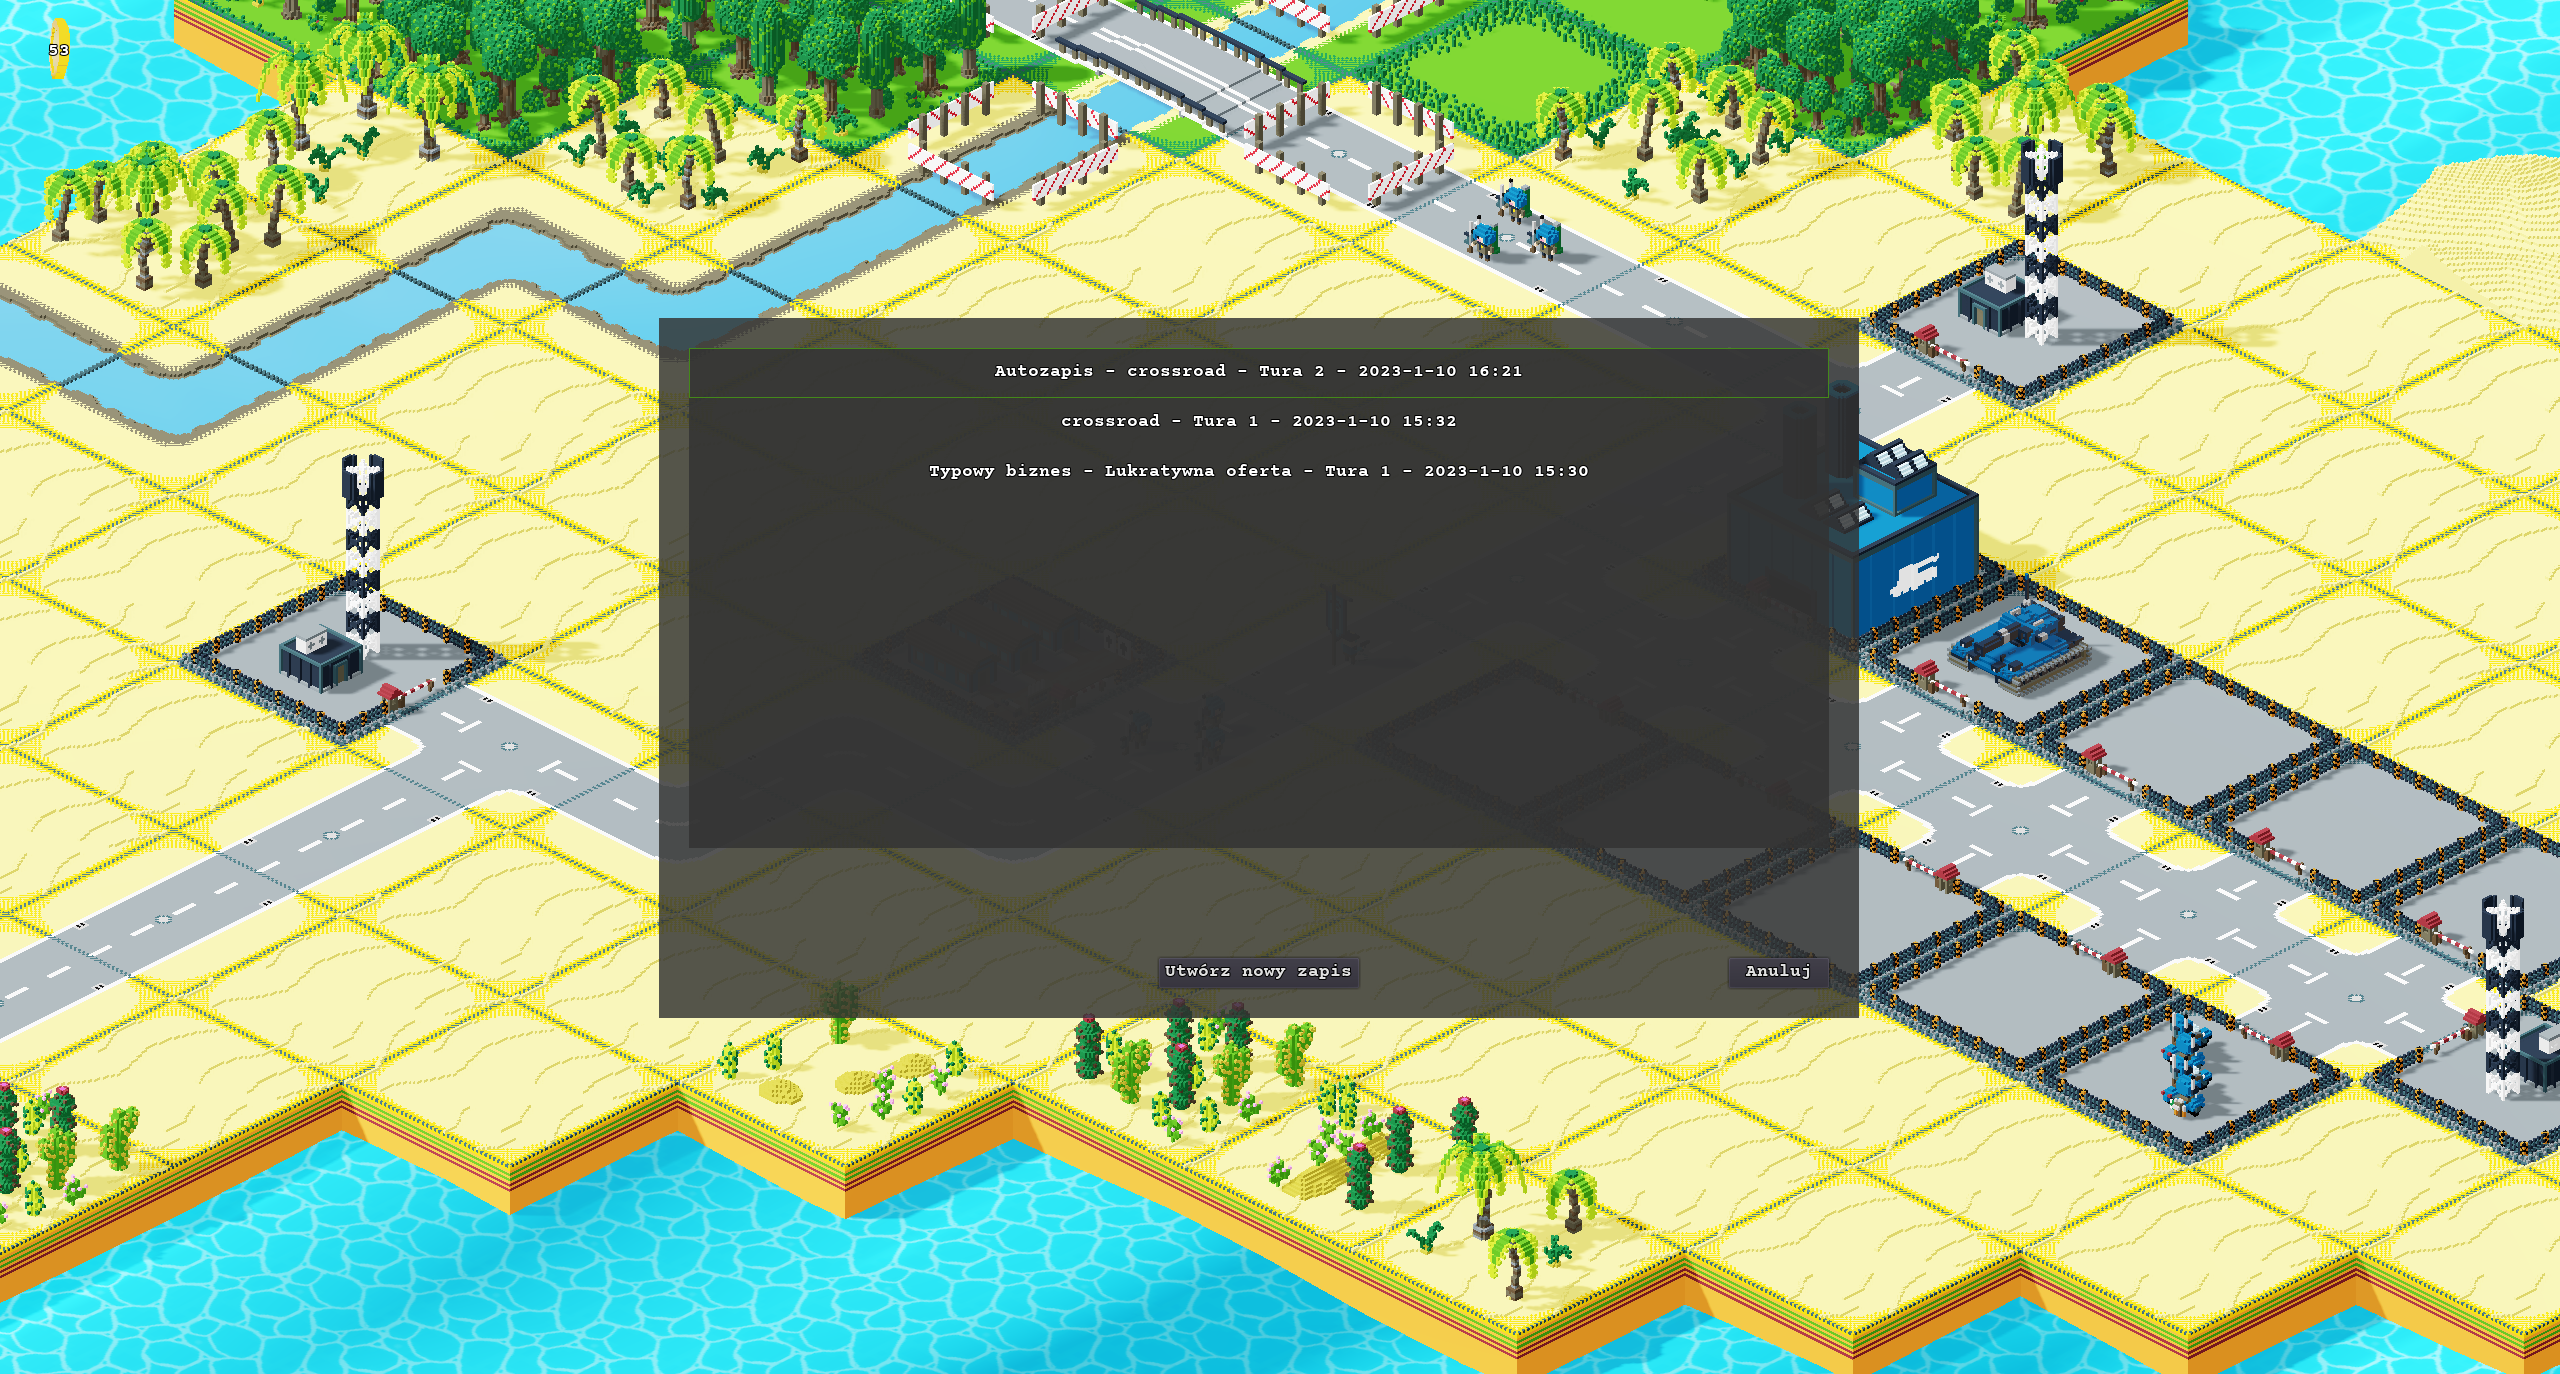 53
Autozapis - crossroad - Tura 2 - 2023-1-10 16:21
crossroad - Tura 1 - 2023-1-10 15:32
Typowy biznes - Lukratywna oferta - Tura 1 - 2023-1-10 15:30
Utwórz nowy zapis
Anuluj